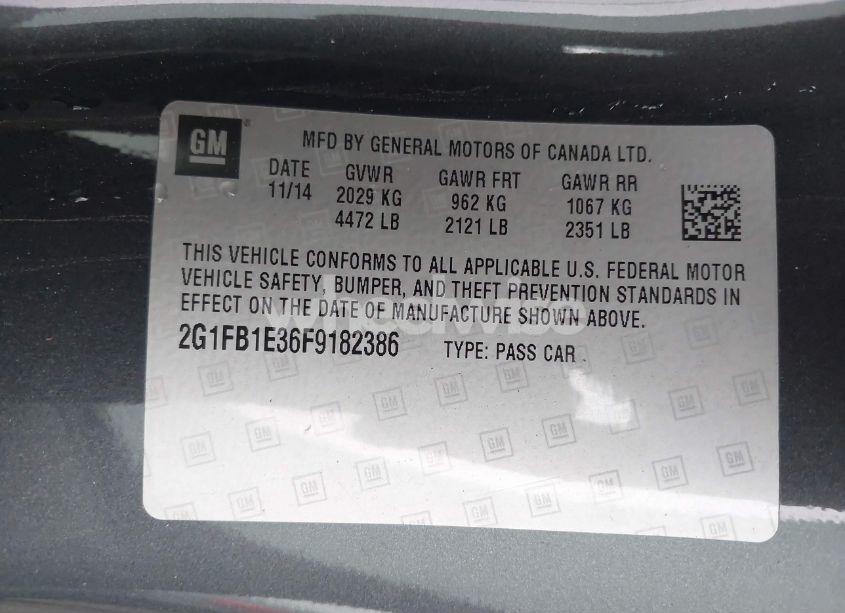 GM
MFD BY GENERAL MOTORS OF CANADA LTD.
DATE GVWR GAWR FRT GAWR RR
11/14 2029 KG 962 KG 1067 KG
4472 LB 2121 LB 2351 LB
THIS VEHICLE CONFORMS TO ALL APPLICABLE U.S. FEDERAL MOTOR
VEHICLE SAFETY, BUMPER, AND THEFT PREVENTION STANDARDS IN
EFFECT ON THE DATE OF MANUFACTURE SHOWN ABOVE.
2G1FB1E36F9182386 TYPE: PASS CAR